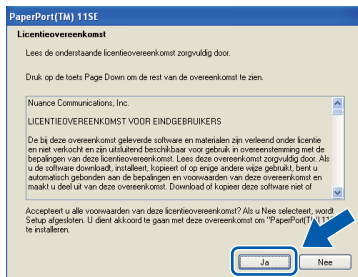 PaperPort(TM) 11SE
Licentieovereenkomst
Lees de onderstaande licentieovereenkomst zorgvuldig door.
Druk op de toets Page Down om de rest van de overeenkomst te zien.
Nuance Communications, Inc.
LICENTIEOVEREENKOMST VOOR EINDGEBRUIKERS
De bij deze overeenkomst geleverde software en materialen zijn verleend onder licentie
en niet verkocht en zijn uitsluitend beschikbaar voor gebruik in overeenstemming met de
bepalingen van deze licentieovereenkomst. Lees deze overeenkomst zorgvuldig door. Als
u de software downloadt, installeert, kopieert of op enige andere wijze gebruikt, bent u
automatisch gebonden aan de bepalingen en voorwaarden van deze overeenkomst en
maakt u deel uit van deze overeenkomst. Download of kopieer deze software niet of
Accepteert u alle voorwaarden van deze licentieovereenkomst? Als u Nee selecteert, wordt
Setup afgesloten. U dient akkoord te gaan met deze overeenkomst om "PaperPort(TM) 11
te installeren.
Ja
Nee